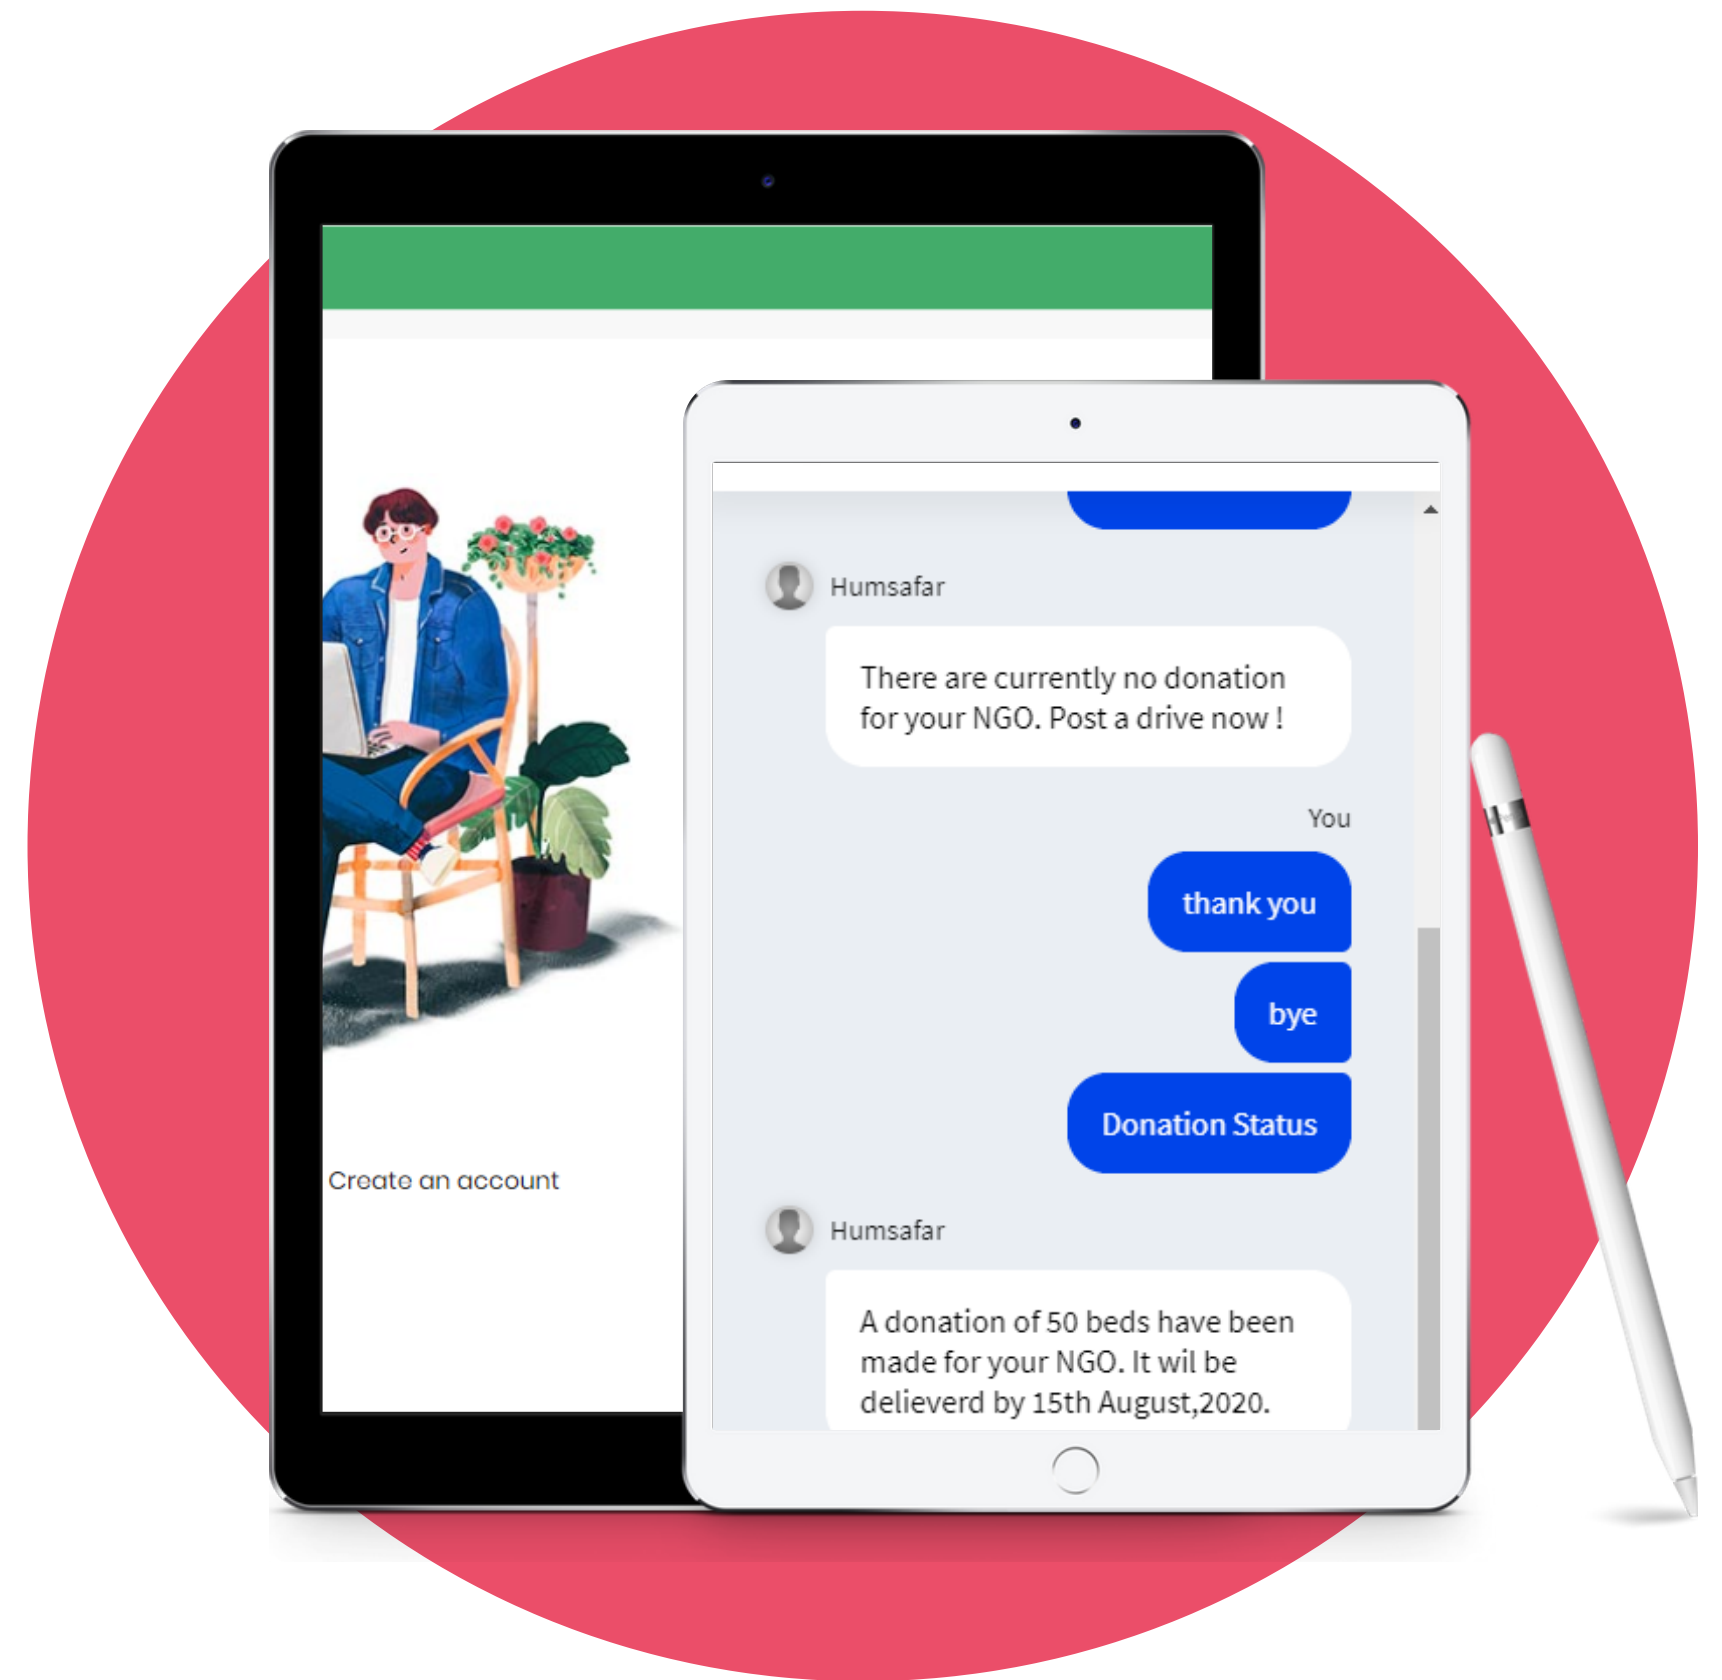 Humsafar
There are currently no donation
for your NGO. Post a drive now !
You
thank you
bye
Donation Status
Create an account
Humsafar
A donation of 50 beds have been
made for your NGO. It wil be
delieverd by 15th August,2020.